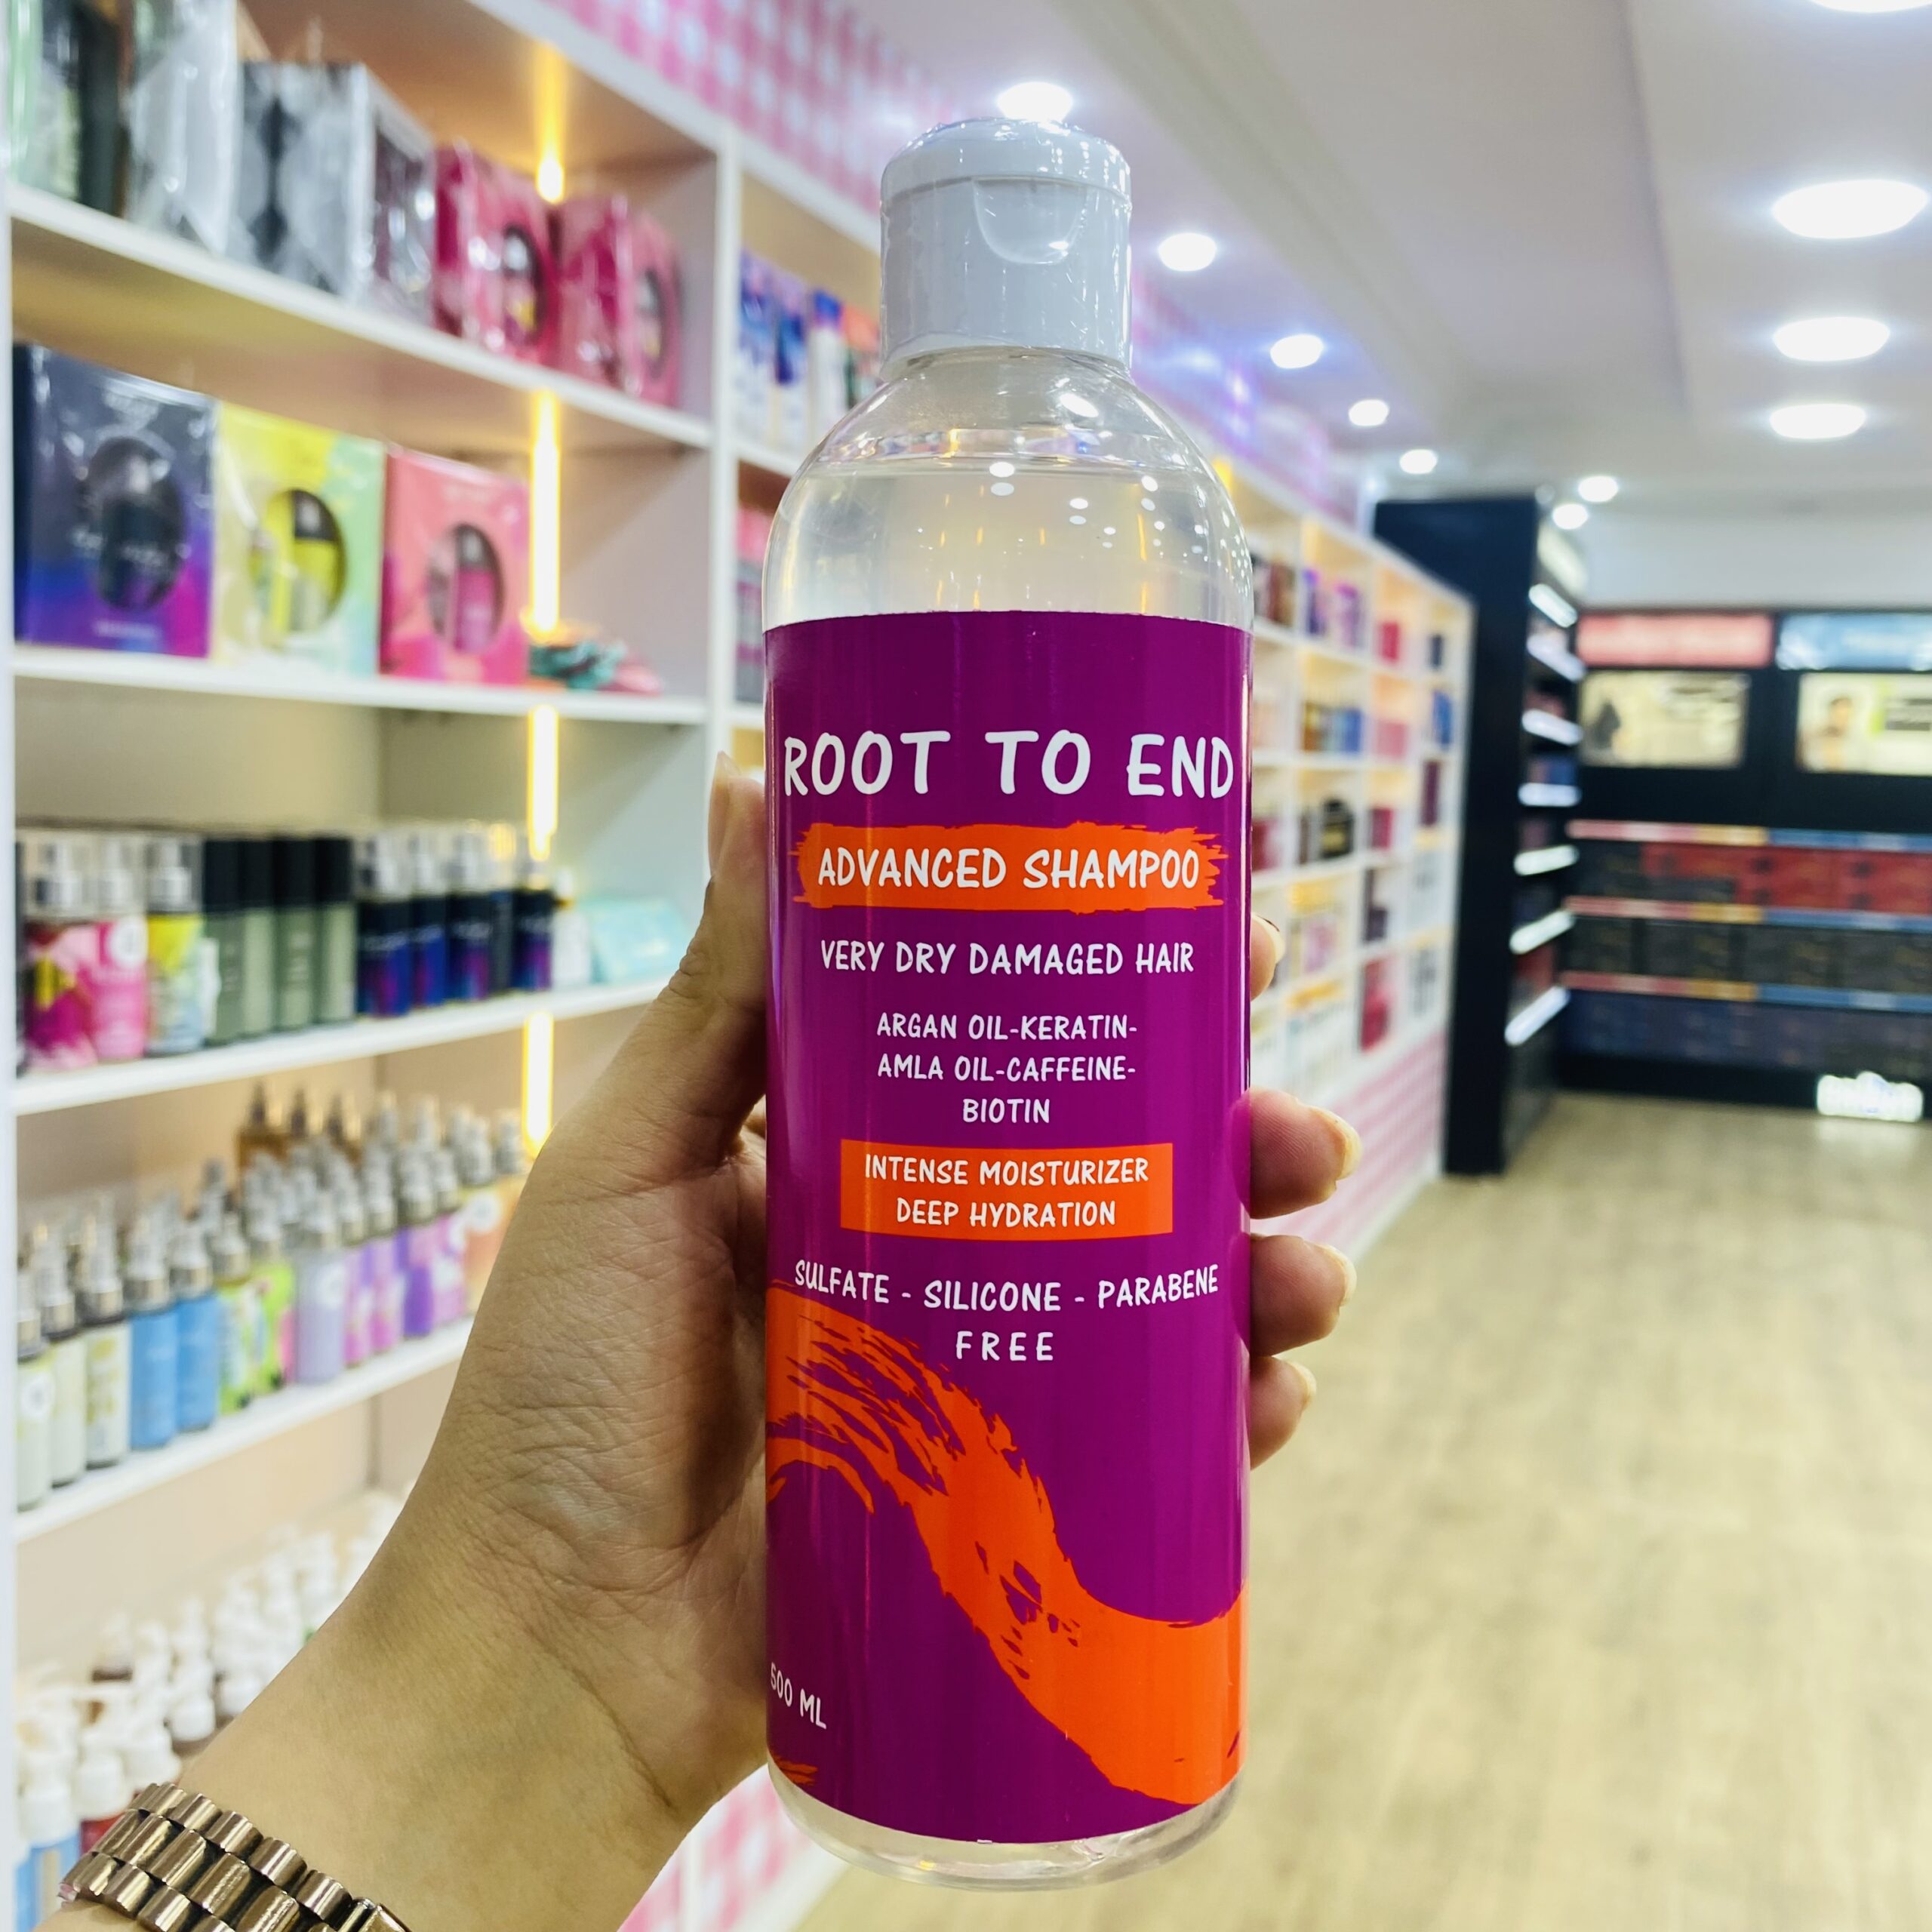 ROOT TO END
ADVANCED SHAMPOO
VERY DRY DAMAGED HAIR
ARGAN OIL-KERATIN-
AMLA OIL-CAFFEINE-
BIOTIN
INTENSE MOISTURIZER
DEEP HYDRATION
SULFATE - SILICONE - PARABENE
FREE
500 ML